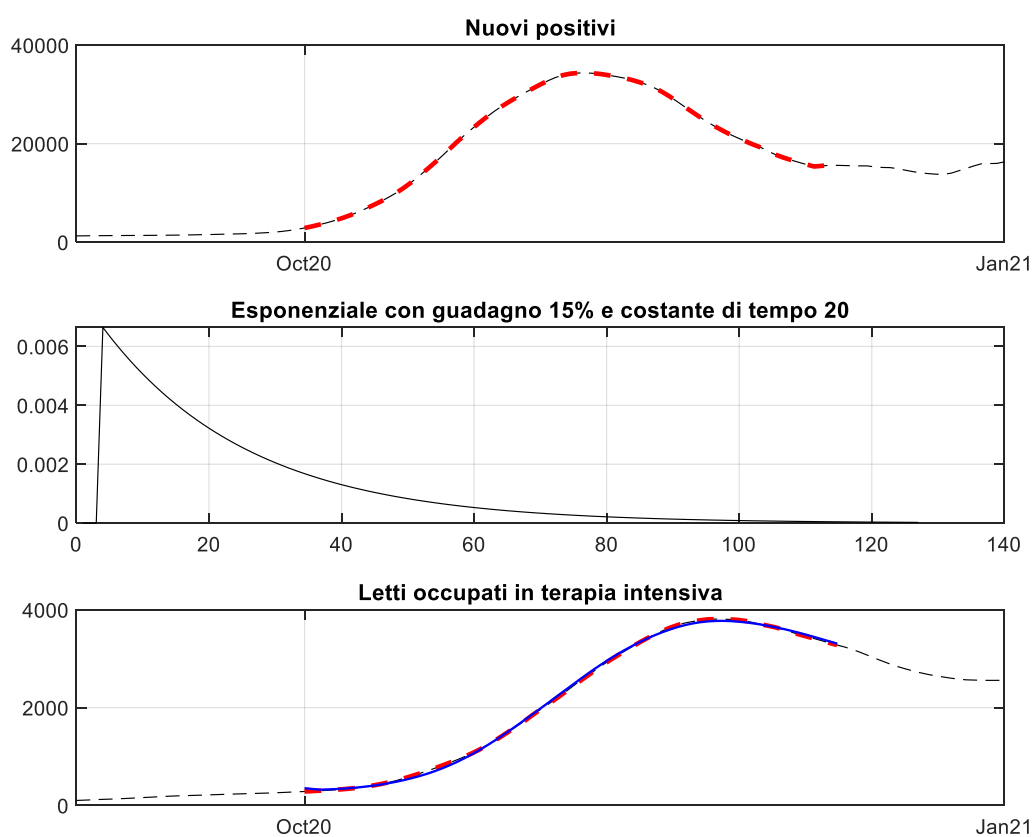 Nuovi positivi
40000
20000
0
Oct20 Jan21
Esponenziale con guadagno 15% e costante di tempo 20
0.006
0.004
0.002
0
0 20 40 60 80 100 120 140
Letti occupati in terapia intensiva
4000
2000
0
Oct20 Jan21